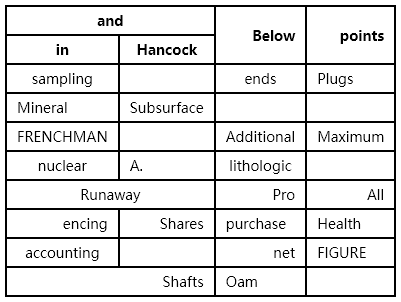 and Below points
in Hancock
sampling ends Plugs
Mineral Subsurface
FRENCHMAN Additional Maximum
nuclear A. lithologic
Runaway Pro All
encing Shares purchase Health
accounting net FIGURE
Shafts Oam